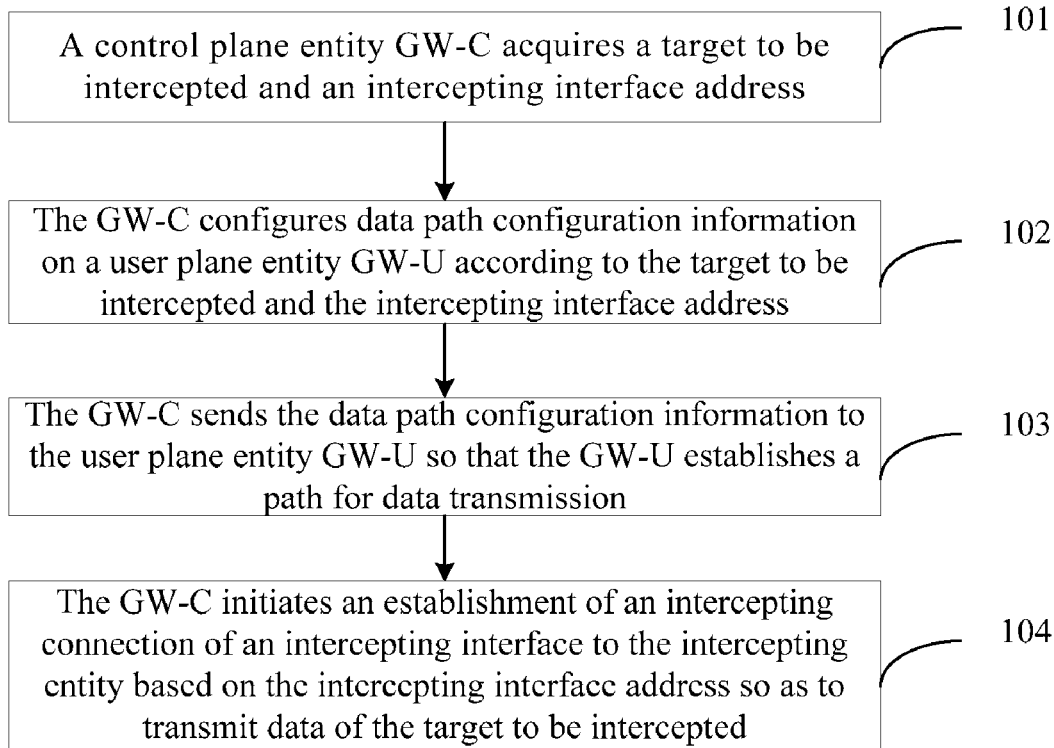 A control plane entity GW-C acquires a target to be
intercepted and an intercepting interface address
101
The GW-C configures data path configuration information
on a user plane entity GW-U according to the target to be
intercepted and the intercepting interface address
102
The GW-C sends the data path configuration information to
the user plane entity GW-U so that the GW-U establishes a
path for data transmission
103
The GW-C initiates an establishment of an intercepting
connection of an intercepting interface to the intercepting
entity based on the intercepting interface address so as to
transmit data of the target to be intercepted
104